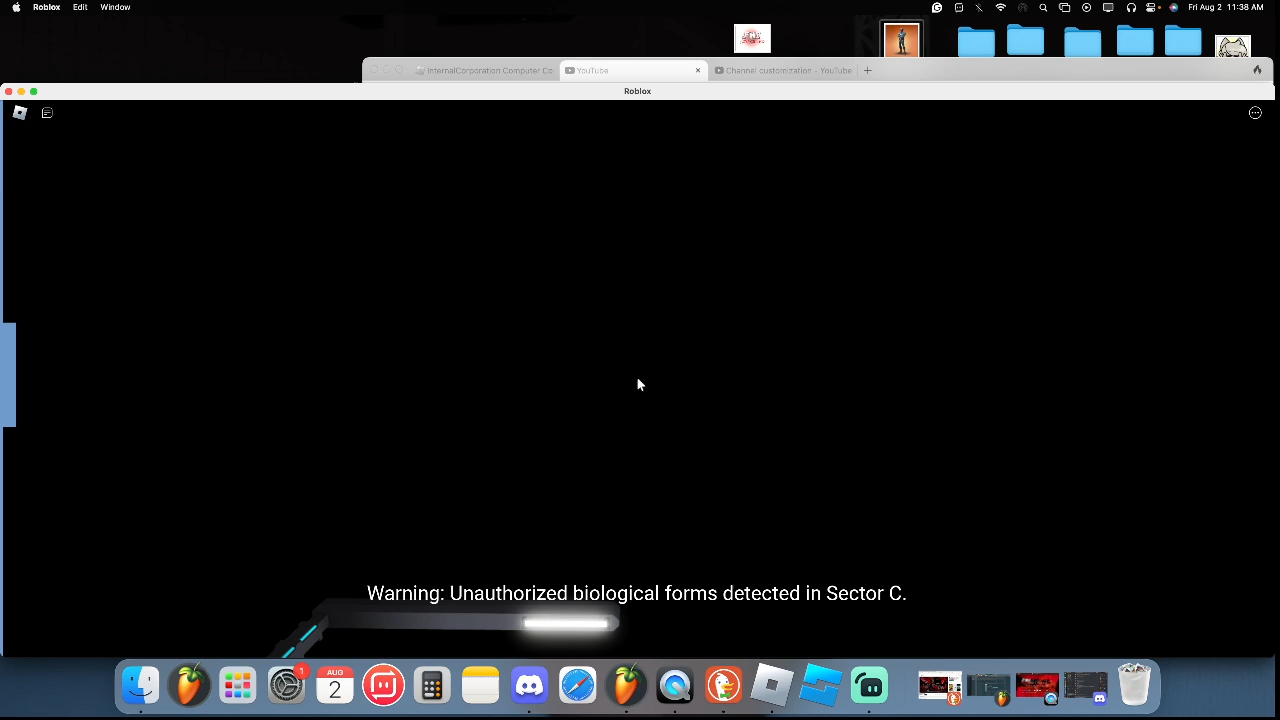 Roblox Edit Window Fri Aug 2 11:38 AM
InternalCorporation Computer Co YouTube Channel customization - YouTube
Roblox
Warning: Unauthorized biological forms detected in Sector C.
1
AUG
2